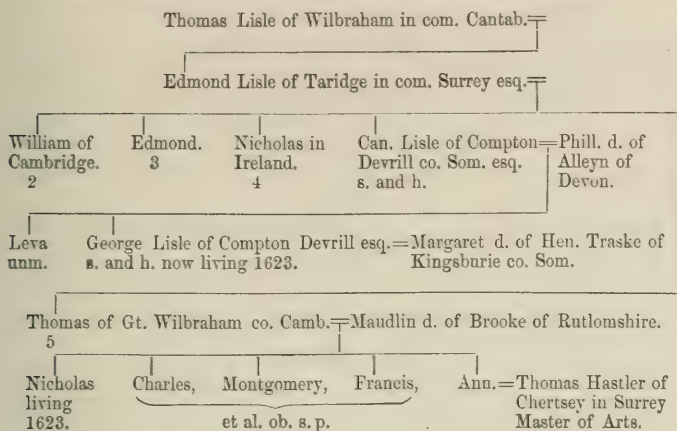 Thomas Lisle of Wilbraham in com. Cantab.=
Edmond Lisle of Taridge in com. Surrey esq.=
William of Cambridge. 2
Edmond. 3
Nicholas in Ireland. 4
Can. Lisle of Compton Devrill co. Som. esq. s. and h.
=Phill. d. of Alleyn of Devon.
Leva unm.
George Lisle of Compton Devrill esq. s. and h. now living 1623.
=Margaret d. of Hen. Traske of Kingsburie co. Som.
Thomas of Gt. Wilbraham co. Camb. 5
=Maudlin d. of Brooke of Rutlomshire.
Nicholas living 1623.
Charles, Montgomery, Francis,
et al. ob. s. p.
Ann.=Thomas Hastler of Chertsey in Surrey Master of Arts.